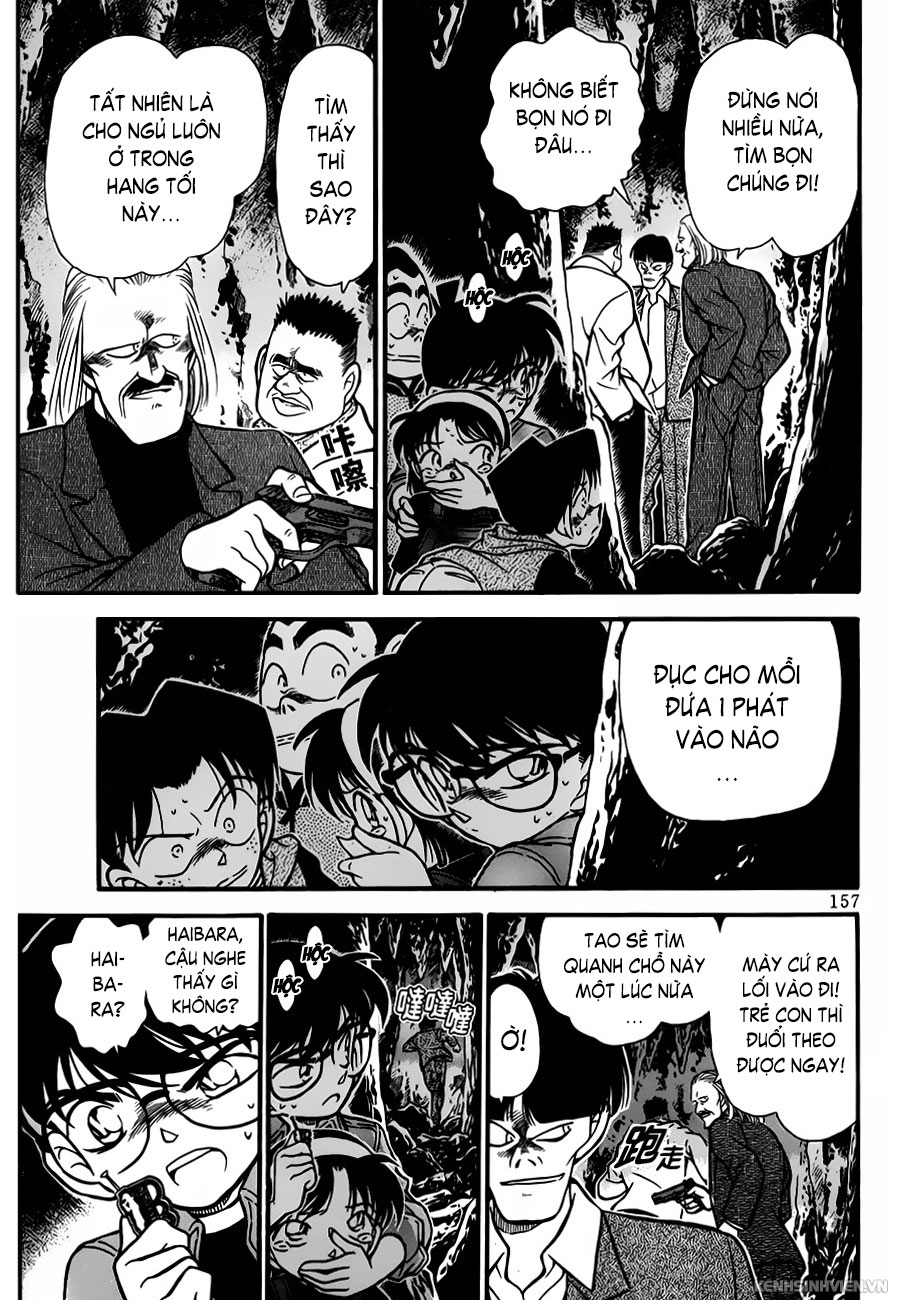 ĐỪNG NÓI
NHIỀU NỮA,
TÌM BỌN
CHÚNG ĐI!
KHÔNG BIẾT
BỌN NÓ ĐI
ĐÂU...
HỘC
HỘC
TÌM
THẤY
THÌ
SAO
ĐÂY?
TẤT NHIÊN LÀ
CHO NGỦ LUÔN
Ở TRONG
HANG TỐI
NÀY...
咔嚓
ĐỤC CHO MỖI
ĐỨA 1 PHÁT
VÀO NÃO
...
157
MÀY CỨ RA
LỐI VÀO ĐI!
TRẺ CON THÌ
ĐUỔI THEO
ĐƯỢC NGAY!
TAO SẼ TÌM
QUANH CHỖ NÀY
MỘT LÚC NỮA
...
Ờ!
跑走
HỘC
HỘC
噠噠噠
HAIBARA,
CẬU NGHE
THẤY GÌ
KHÔNG?
HAI-
BA-
RA?
KENHSINHVIEN.VN